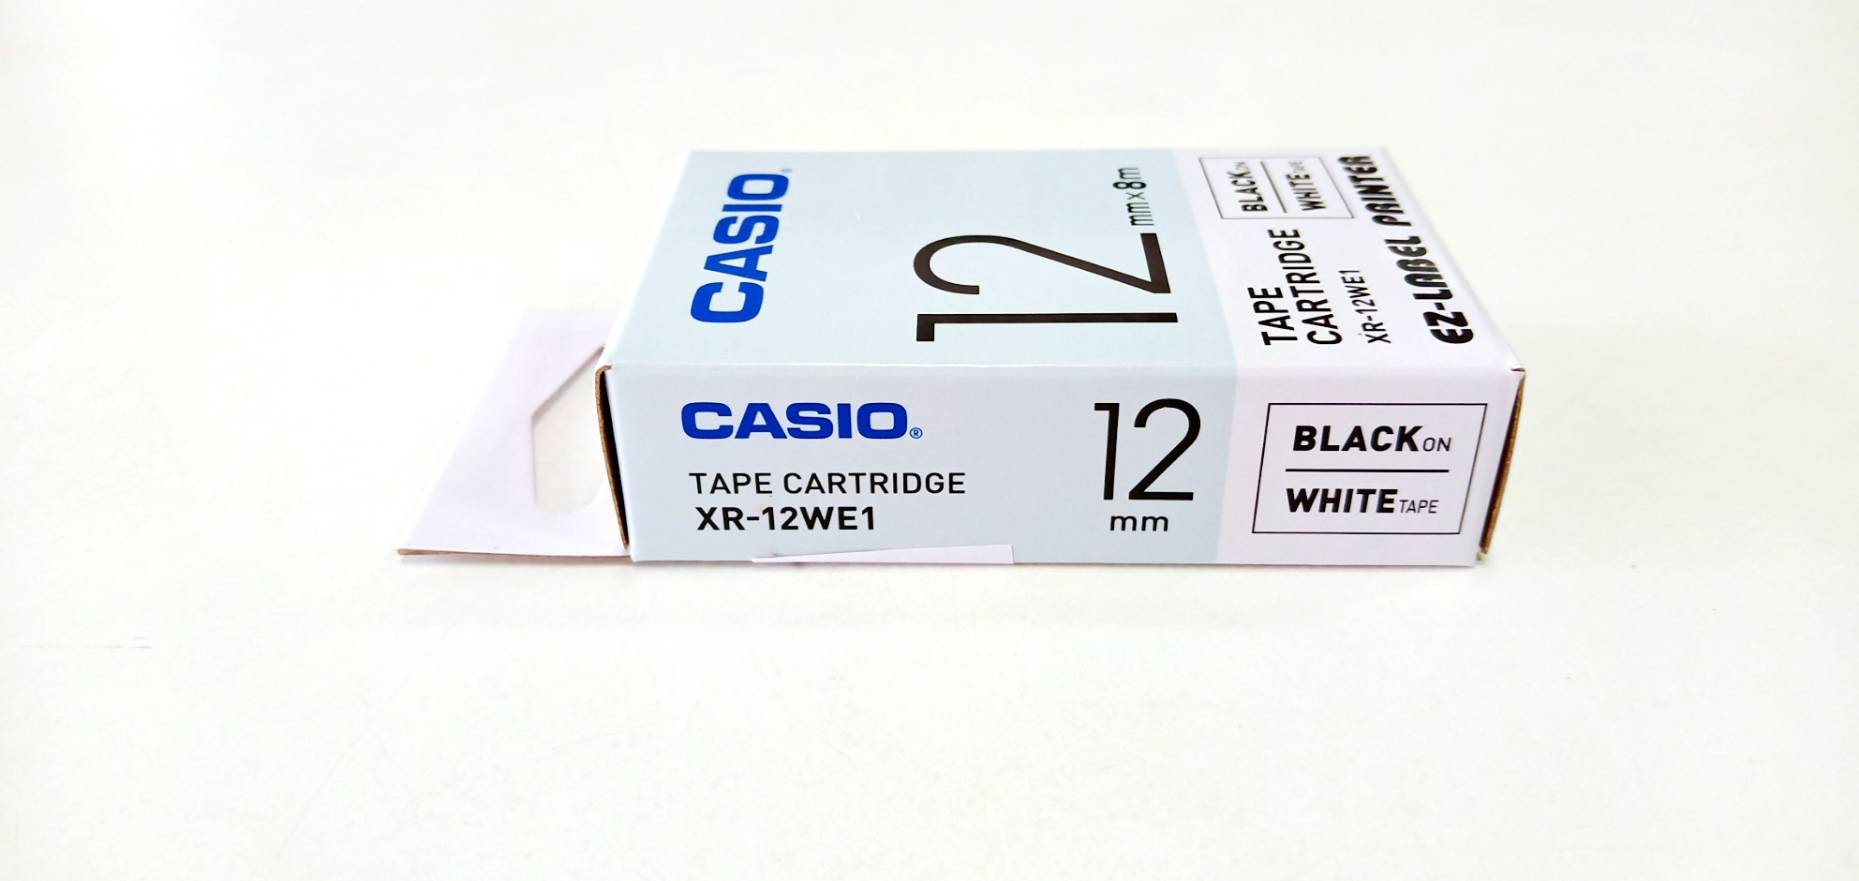 CASIO®
12 mm×8m
BLACK ON
WHITE TAPE
TAPE
CARTRIDGE
XR-12WE1
EZ-LABEL PRINTER
CASIO®
TAPE CARTRIDGE
XR-12WE1
12
mm
BLACK ON
WHITE TAPE